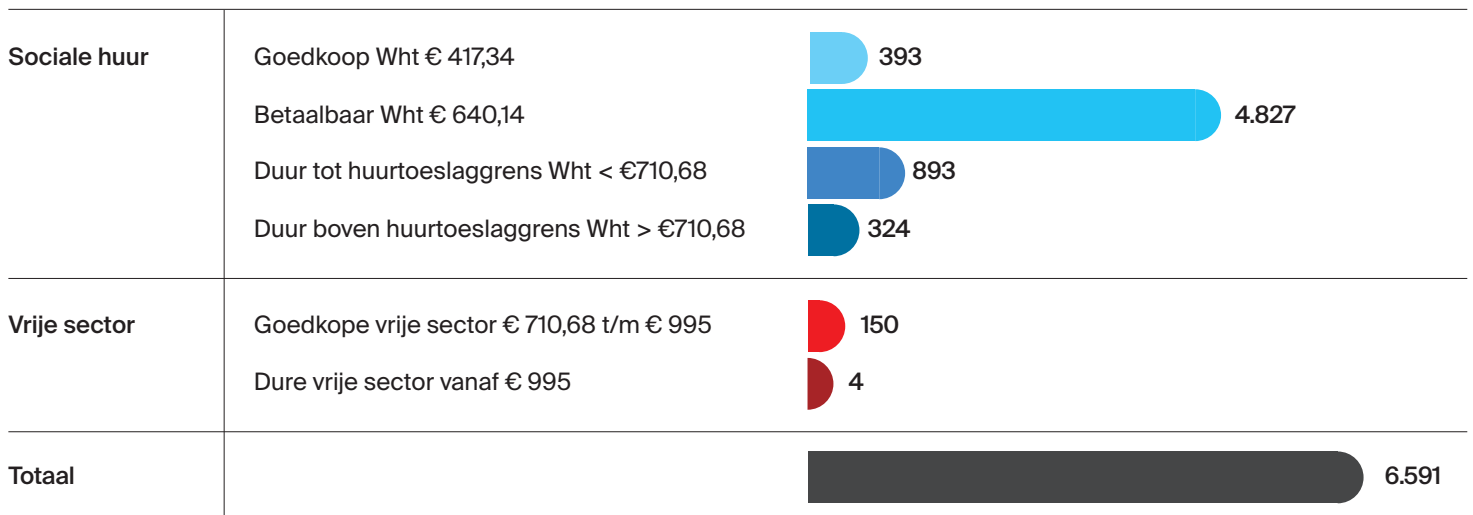 Sociale huur
Goedkoop Wht € 417,34
393
Betaalbaar Wht € 640,14
4.827
Duur tot huurtoeslaggrens Wht < €710,68
893
Duur boven huurtoeslaggrens Wht > €710,68
324
Vrije sector
Goedkope vrije sector € 710,68 t/m € 995
150
Dure vrije sector vanaf € 995
4
Totaal
6.591